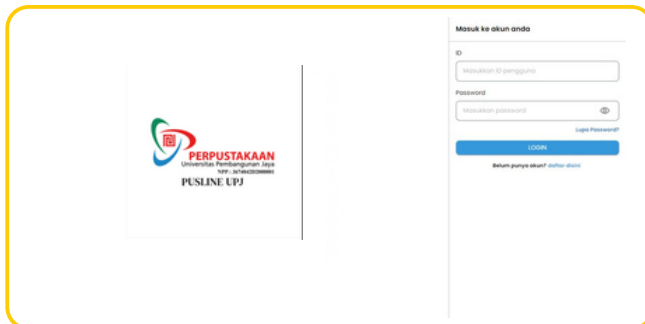 PERPUSTAKAAN
Universitas Pembangunan Jaya
PUSLINE UPJ
Masuk ke akun anda
ID
Masukkan ID pengguna
Password
Masukkan password
Lupa Password?
LOGIN
Belum punya akun? daftar disini